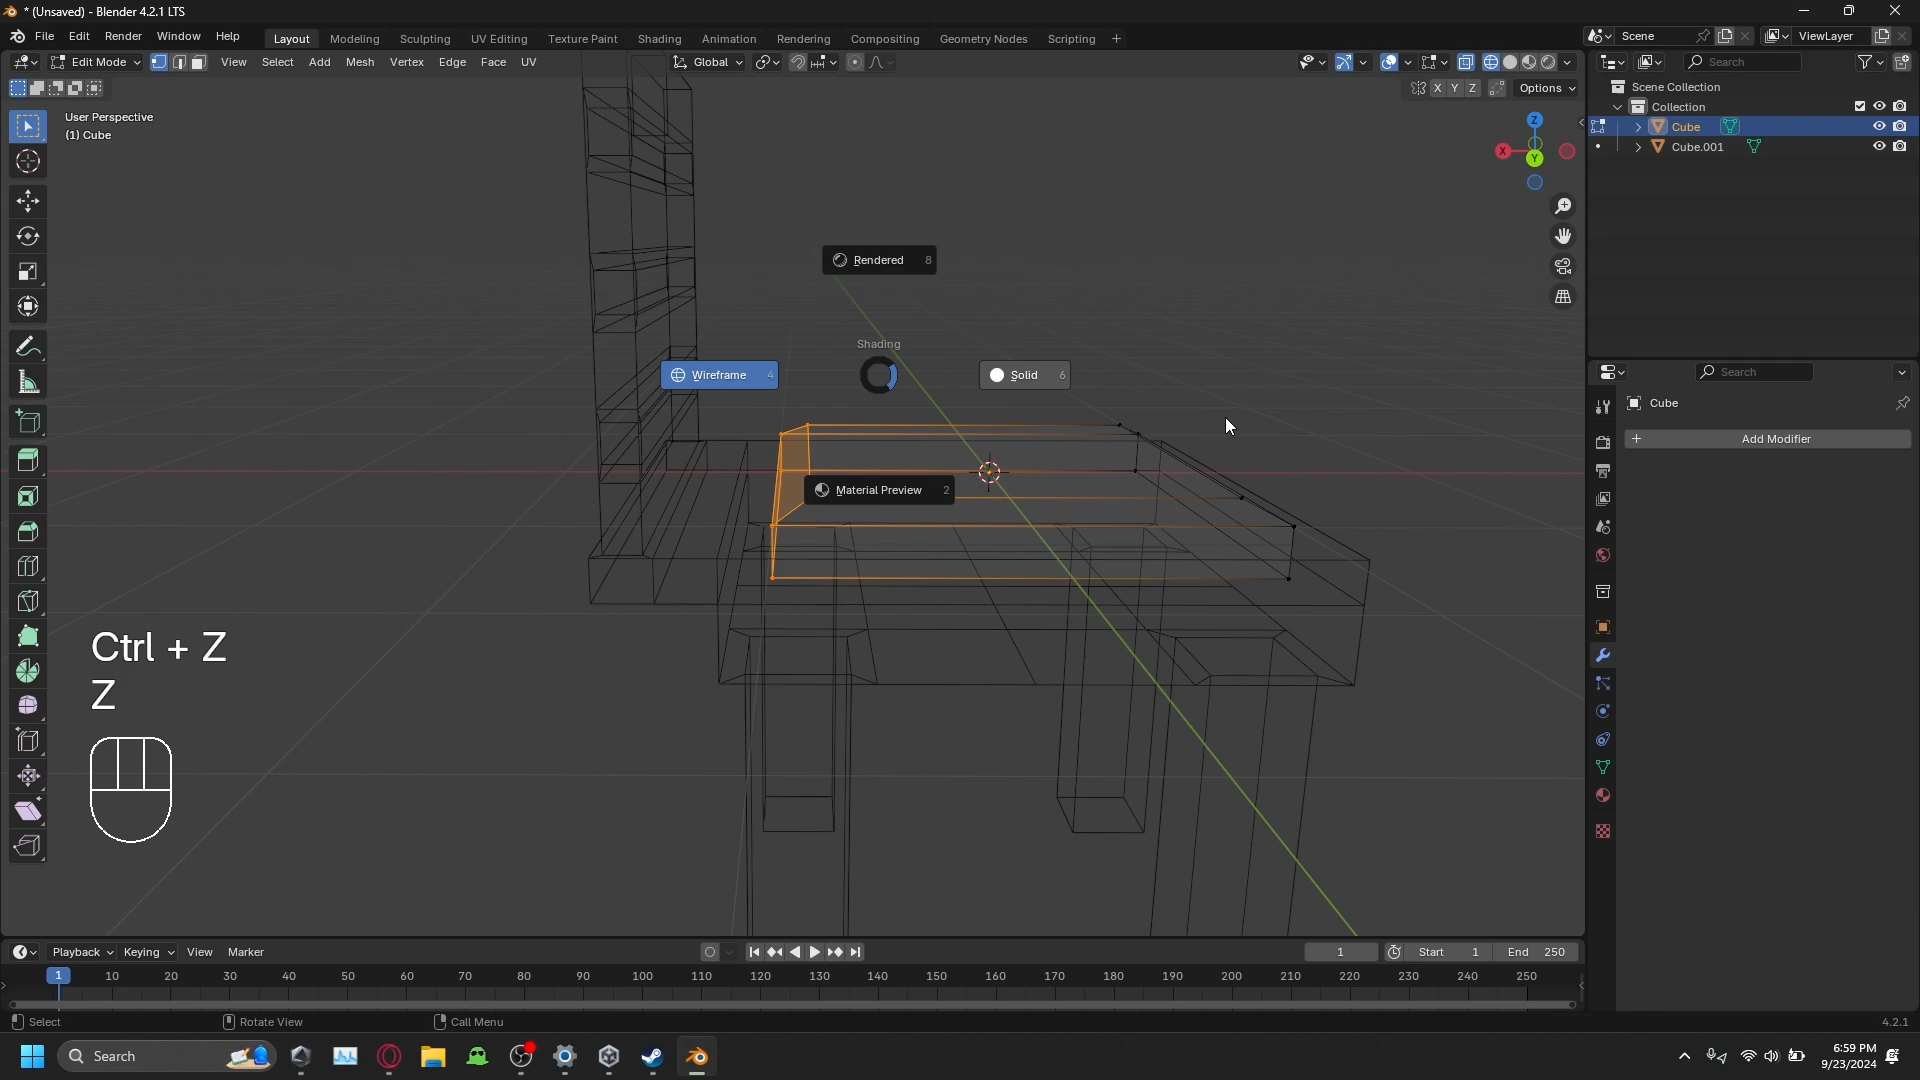 * (Unsaved) - Blender 4.2.1 LTS
File Edit Render Window Help Layout Modeling Sculpting UV Editing Texture Paint Shading Animation Rendering Compositing Geometry Nodes Scripting + Scene ViewLayer
Edit Mode View Select Add Mesh Vertex Edge Face UV Global Search
X Y Z Options
Scene Collection
Collection
Cube
Cube.001
User Perspective
(1) Cube
Z
X
Y
Rendered 8
Shading
Wireframe 4
Solid 6
Material Preview 2
Search
Cube
+ Add Modifier
Ctrl + Z
Z
Playback Keying View Marker 1 Start 1 End 250
1 10 20 30 40 50 60 70 80 90 100 110 120 130 140 150 160 170 180 190 200 210 220 230 240 250
Select Rotate View Call Menu 4.2.1
Search
6:59 PM
9/23/2024